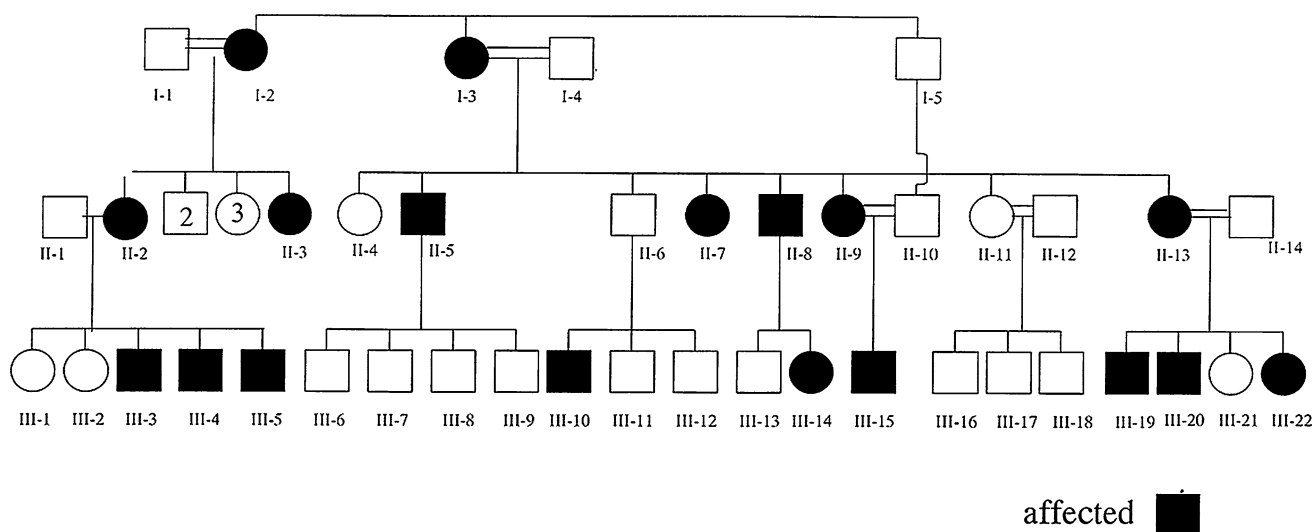 I-1 I-2 I-3 I-4 I-5
2 3
II-1 II-2 II-3 II-4 II-5 II-6 II-7 II-8 II-9 II-10 II-11 II-12 II-13 II-14
III-1 III-2 III-3 III-4 III-5 III-6 III-7 III-8 III-9 III-10 III-11 III-12 III-13 III-14 III-15 III-16 III-17 III-18 III-19 III-20 III-21 III-22
affected